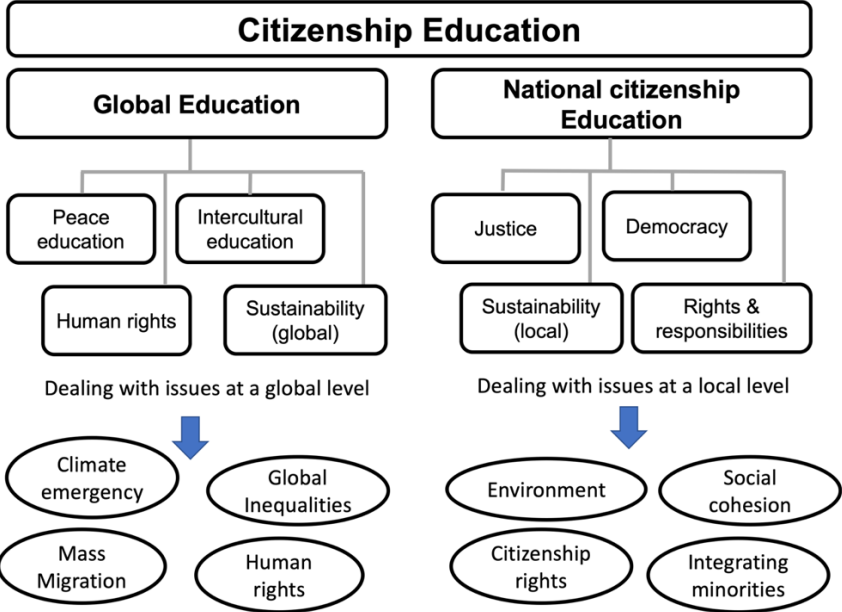 Citizenship Education
Global Education
National citizenship
Education
Peace
education
Intercultural
education
Human rights
Sustainability
(global)
Justice
Democracy
Sustainability
(local)
Rights &
responsibilities
Dealing with issues at a global level
Dealing with issues at a local level
Climate
emergency
Global
Inequalities
Mass
Migration
Human
rights
Environment
Social
cohesion
Citizenship
rights
Integrating
minorities